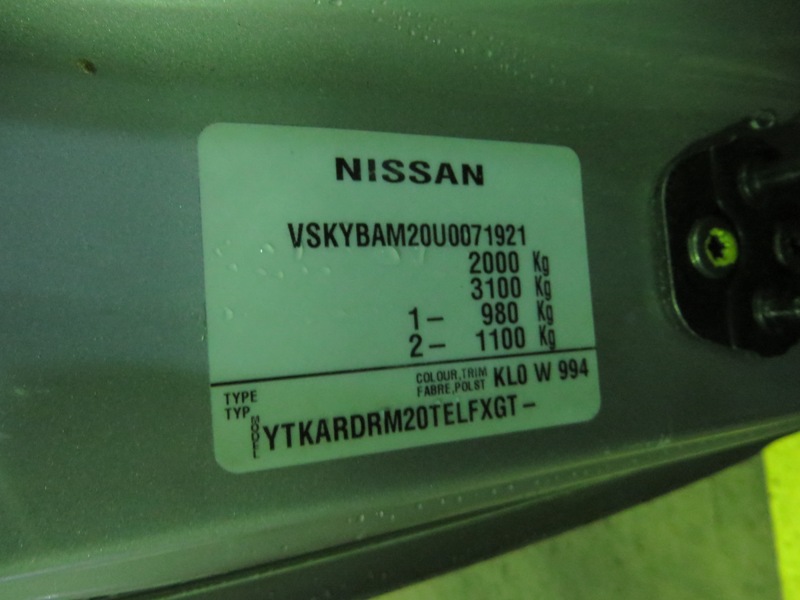 NISSAN
VSKYBAM20U0071921
2000 Kg
3100 Kg
1- 980 Kg
2- 1100 Kg
TYPE
TYP
COLOUR,TRIM
FABRE,POLST
KL0 W 994
MODEL
YTKARDRM20TELFXGT-